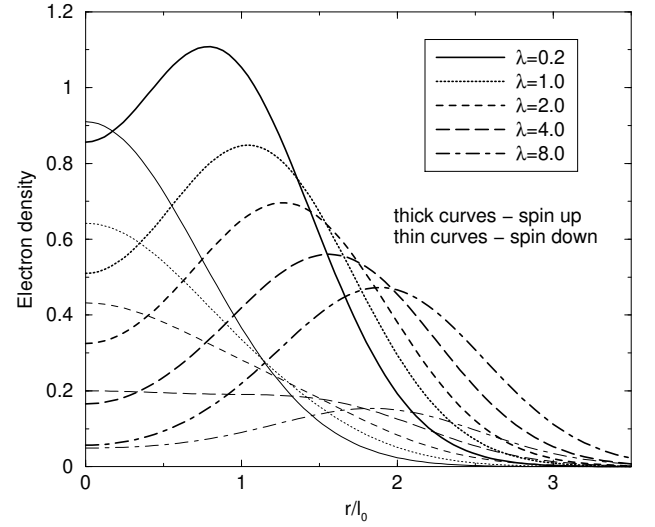 1.2
1
0.8
0.6
0.4
0.2
0
Electron density
λ=0.2
λ=1.0
λ=2.0
λ=4.0
λ=8.0
thick curves − spin up
thin curves − spin down
0 1 2 3
r/l0